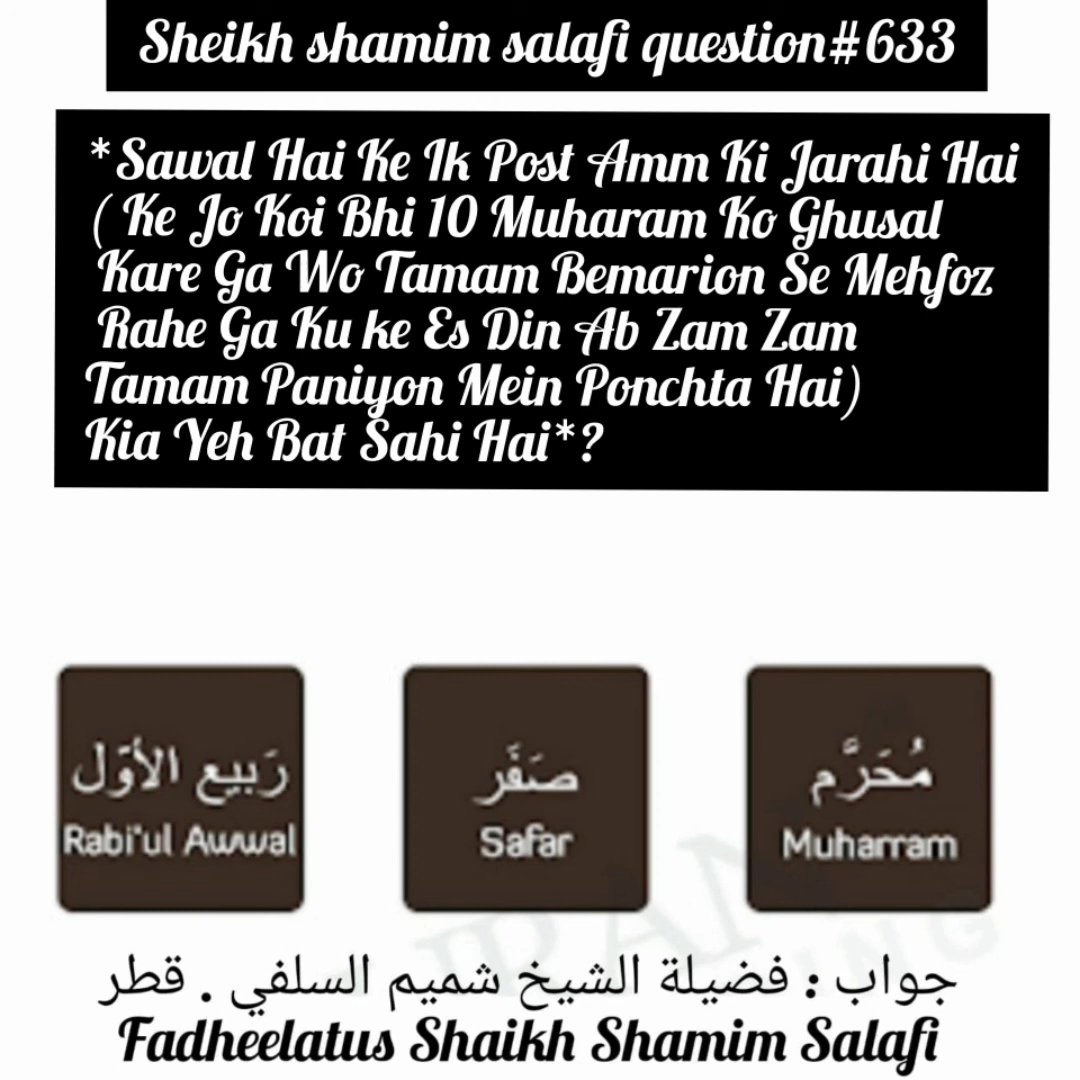 Sheikh shamim salafi question#633
*Sawal Hai Ke Ik Post Amm Ki Jarahi Hai
( Ke Jo Koi Bhi 10 Muharam Ko Ghusal
Kare Ga Wo Tamam Bemarion Se Mehfoz
Rahe Ga Ku ke Es Din Ab Zam Zam
Tamam Paniyon Mein Ponchta Hai)
Kia Yeh Bat Sahi Hai*?
رَبيع الأوّل
Rabi'ul Awwal
صَفَر
Safar
مُحَرَّم
Muharram
جواب : فضيلة الشيخ شميم السلفي . قطر
Fadheelatus Shaikh Shamim Salafi